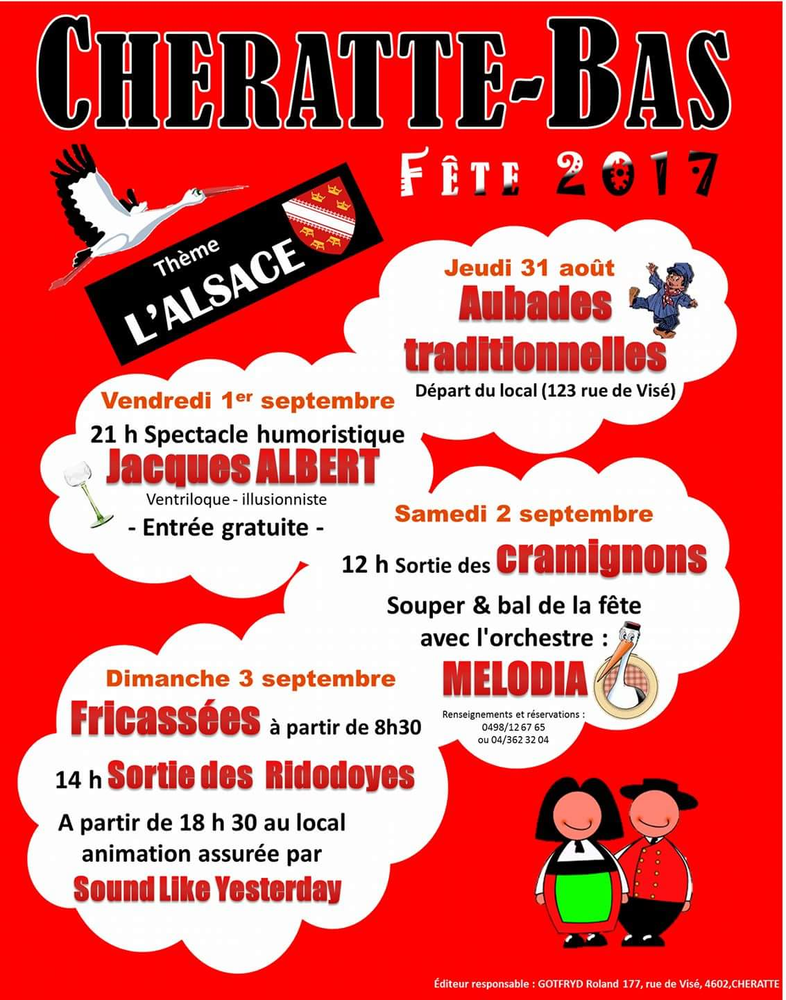 CHERATTE-BAS
FÊTE 2017
Thème
L'ALSACE
Jeudi 31 août
Aubades
traditionnelles
Départ du local (123 rue de Visé)
Vendredi 1er septembre
21 h Spectacle humoristique
Jacques ALBERT
Ventriloque - illusionniste
- Entrée gratuite -
Samedi 2 septembre
12 h Sortie des cramignons
Souper & bal de la fête
avec l'orchestre :
MELODIA
Renseignements et réservations :
0498/12 67 65
ou 04/362 32 04
Dimanche 3 septembre
Fricassées à partir de 8h30
14 h Sortie des Ridodoyes
A partir de 18 h 30 au local
animation assurée par
Sound Like Yesterday
Éditeur responsable : GOTFRYD Roland 177, rue de Visé, 4602,CHERATTE